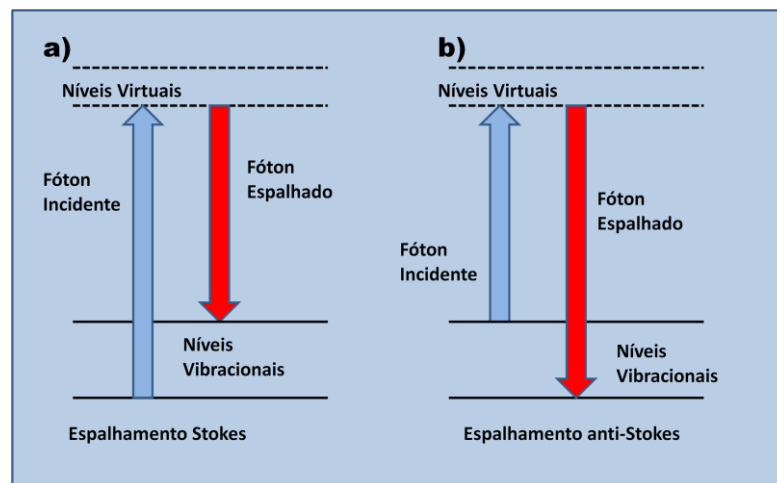 a)
Níveis Virtuais
Fóton
Incidente
Fóton
Espalhado
Níveis
Vibracionais
Espalhamento Stokes
b)
Níveis Virtuais
Fóton
Incidente
Fóton
Espalhado
Níveis
Vibracionais
Espalhamento anti-Stokes